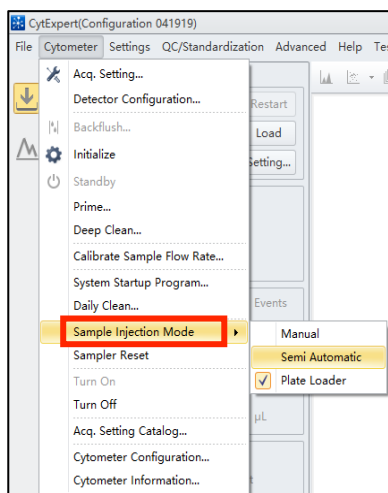 CytExpert(Configuration 041919)
File Cytometer Settings QC/Standardization Advanced Help Te
Acq. Setting...
Detector Configuration...
Restart
Backflush...
Load
Initialize
Setting...
Standby
Prime...
Deep Clean...
Calibrate Sample Flow Rate...
System Startup Program...
Daily Clean...
Events
Sample Injection Mode
Manual
Sampler Reset
Semi Automatic
Turn On
Plate Loader
Turn Off
µL
Acq. Setting Catalog...
Cytometer Configuration...
Cytometer Information...